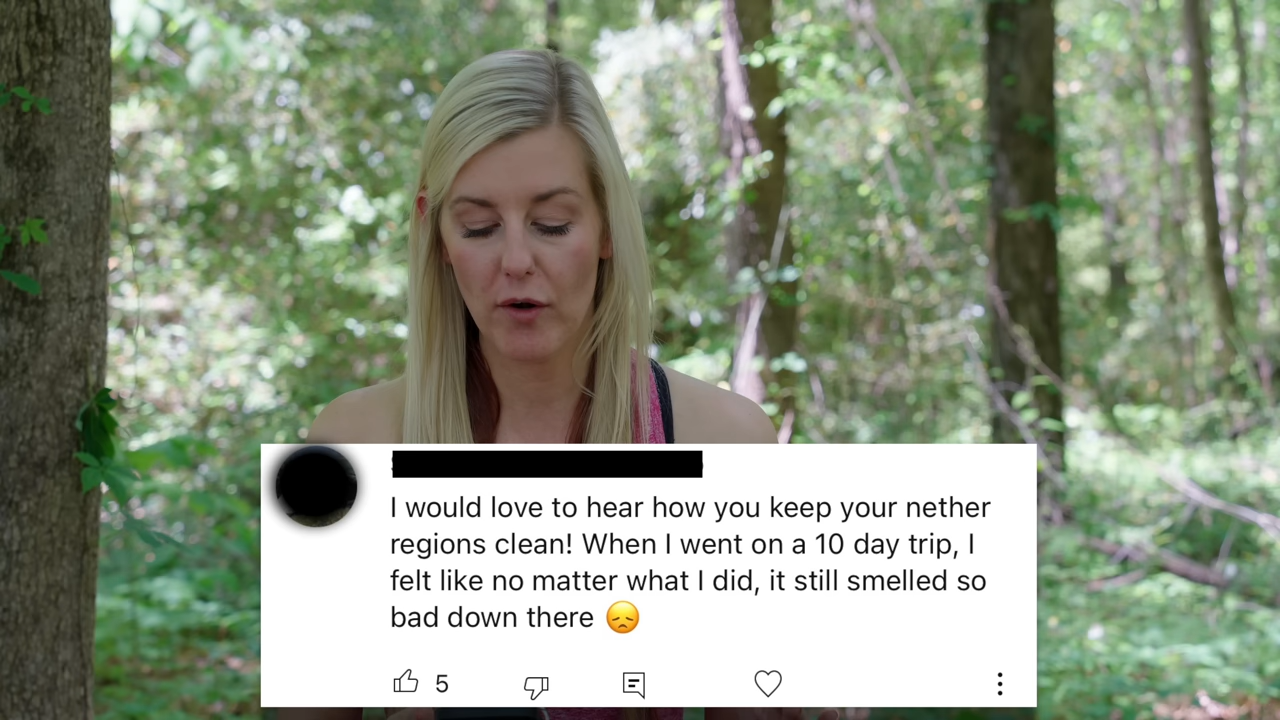 I would love to hear how you keep your nether
regions clean! When I went on a 10 day trip, I
felt like no matter what I did, it still smelled so
bad down there 😞
5